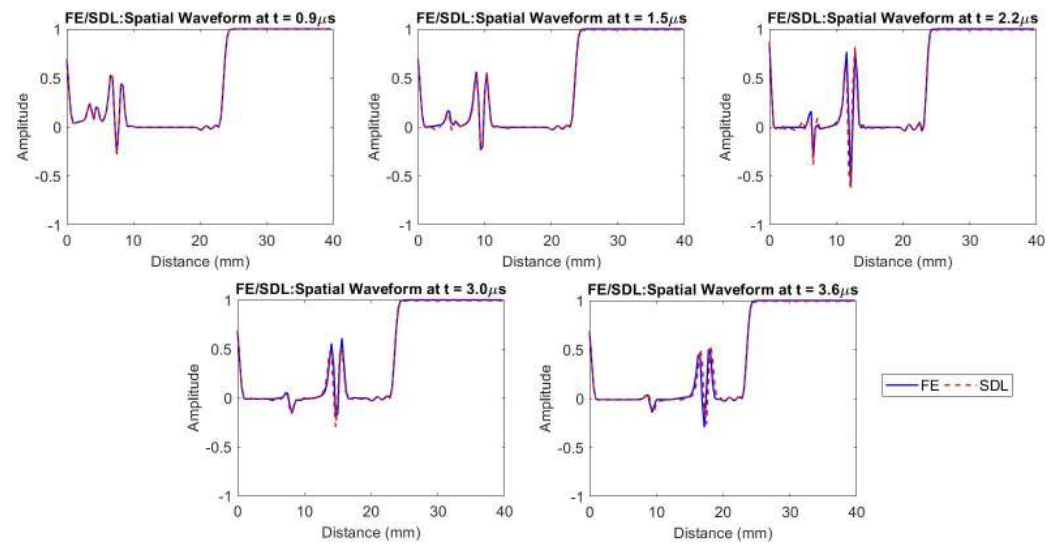 FE/SDL:Spatial Waveform at t = 0.9μs
FE/SDL:Spatial Waveform at t = 1.5μs
FE/SDL:Spatial Waveform at t = 2.2μs
1
0.5
0
-0.5
-1
Amplitude
0 10 20 30 40
Distance (mm)
1
0.5
0
-0.5
-1
Amplitude
0 10 20 30 40
Distance (mm)
1
0.5
0
-0.5
-1
Amplitude
0 10 20 30 40
Distance (mm)
FE/SDL:Spatial Waveform at t = 3.0μs
FE/SDL:Spatial Waveform at t = 3.6μs
1
0.5
0
-0.5
-1
Amplitude
0 10 20 30 40
Distance (mm)
1
0.5
0
-0.5
-1
Amplitude
0 10 20 30 40
Distance (mm)
FE SDL